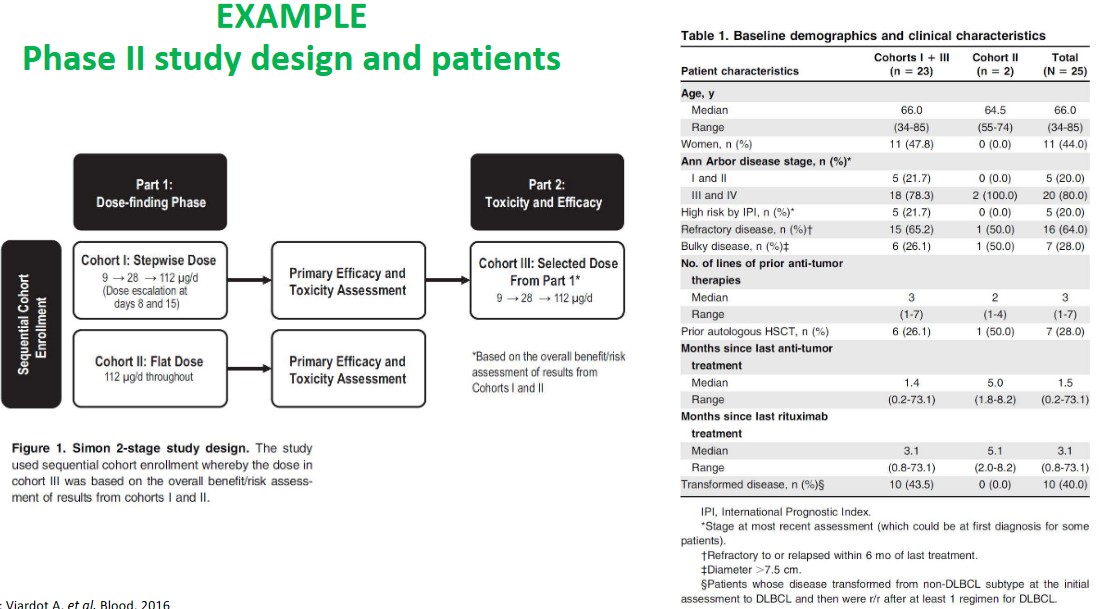 EXAMPLE
Phase II study design and patients
Part 1:
Dose-finding Phase
Part 2:
Toxicity and Efficacy
Sequential Cohort
Enrollment
Cohort I: Stepwise Dose
9 → 28 → 112 µg/d
(Dose escalation at
days 8 and 15)
Primary Efficacy and
Toxicity Assessment
Cohort III: Selected Dose
From Part 1*
9 → 28 → 112 µg/d
Cohort II: Flat Dose
112 µg/d throughout
Primary Efficacy and
Toxicity Assessment
*Based on the overall benefit/risk
assessment of results from
Cohorts I and II
Figure 1. Simon 2-stage study design. The study
used sequential cohort enrollment whereby the dose in
cohort III was based on the overall benefit/risk assess-
ment of results from cohorts I and II.
: Viardot A, et al. Blood. 2016
Table 1. Baseline demographics and clinical characteristics
Patient characteristics Cohorts I + III (n = 23) Cohort II (n = 2) Total (N = 25)
Age, y
Median 66.0 64.5 66.0
Range (34-85) (55-74) (34-85)
Women, n (%) 11 (47.8) 0 (0.0) 11 (44.0)
Ann Arbor disease stage, n (%)*
I and II 5 (21.7) 0 (0.0) 5 (20.0)
III and IV 18 (78.3) 2 (100.0) 20 (80.0)
High risk by IPI, n (%)* 5 (21.7) 0 (0.0) 5 (20.0)
Refractory disease, n (%)† 15 (65.2) 1 (50.0) 16 (64.0)
Bulky disease, n (%)‡ 6 (26.1) 1 (50.0) 7 (28.0)
No. of lines of prior anti-tumor
therapies
Median 3 2 3
Range (1-7) (1-4) (1-7)
Prior autologous HSCT, n (%) 6 (26.1) 1 (50.0) 7 (28.0)
Months since last anti-tumor
treatment
Median 1.4 5.0 1.5
Range (0.2-73.1) (1.8-8.2) (0.2-73.1)
Months since last rituximab
treatment
Median 3.1 5.1 3.1
Range (0.8-73.1) (2.0-8.2) (0.8-73.1)
Transformed disease, n (%)§ 10 (43.5) 0 (0.0) 10 (40.0)
IPI, International Prognostic Index.
*Stage at most recent assessment (which could be at first diagnosis for some
patients).
†Refractory to or relapsed within 6 mo of last treatment.
‡Diameter >7.5 cm.
§Patients whose disease transformed from non-DLBCL subtype at the initial
assessment to DLBCL and then were r/r after at least 1 regimen for DLBCL.